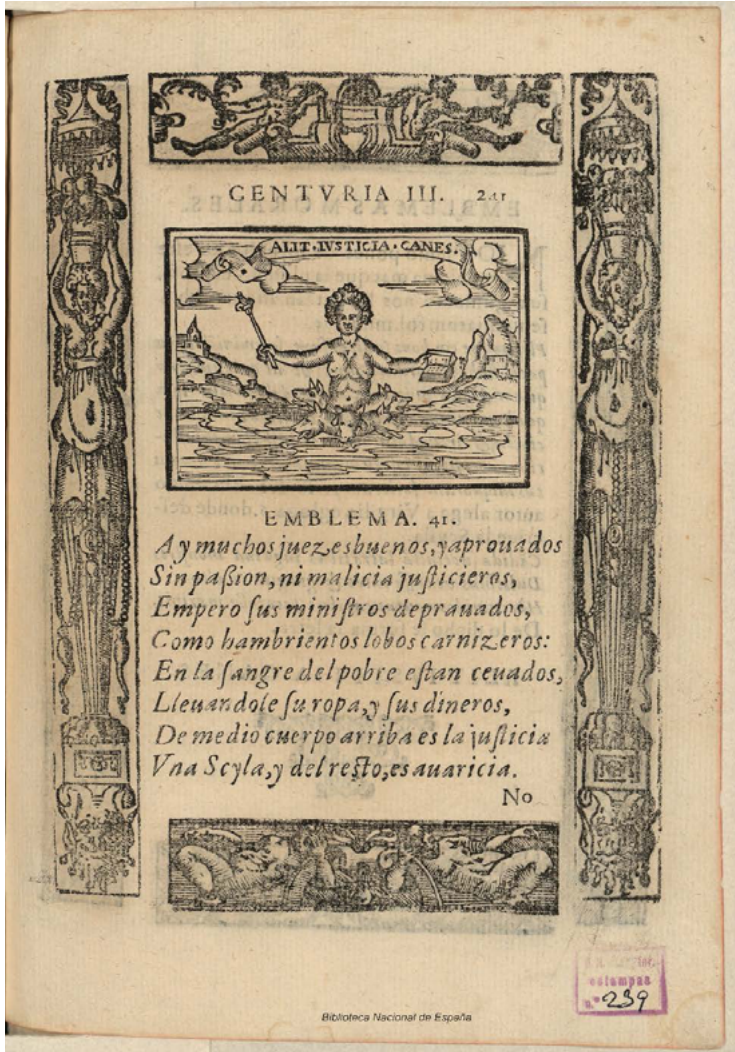 CENTVRIA III. 241
ALIT·IVSTICIA·CANES·
EMBLEMA. 41.
Ay muchos juezes buenos, y aprouados
Sin paßion, ni malicia juſticieros,
Empero ſus miniſtros deprauados,
Como hambrientos lobos carnizeros:
En la ſangre del pobre eſtan ceuados,
Lleuandole ſu ropa, y ſus dineros,
De medio cuerpo arriba es la juſticia
Vna Scyla, y del reſto, es auaricia.
No
estampas
n.º 239
Biblioteca Nacional de España